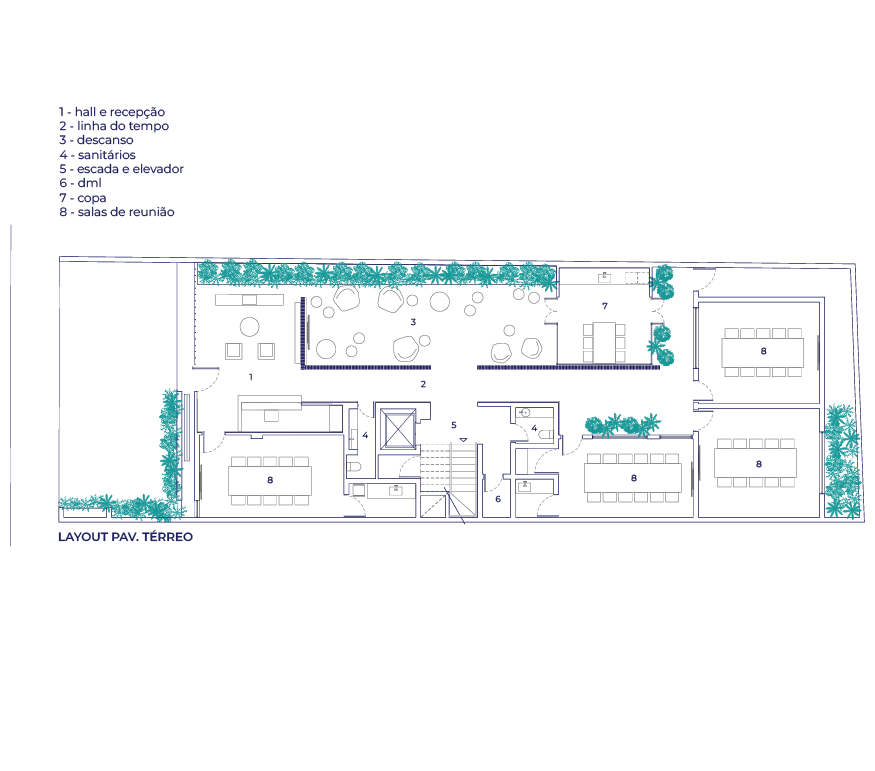 1 - hall e recepção
2 - linha do tempo
3 - descanso
4 - sanitários
5 - escada e elevador
6 - dml
7 - copa
8 - salas de reunião
7
3
8
1
2
5
4
4
8
8
8
6
LAYOUT PAV. TÉRREO